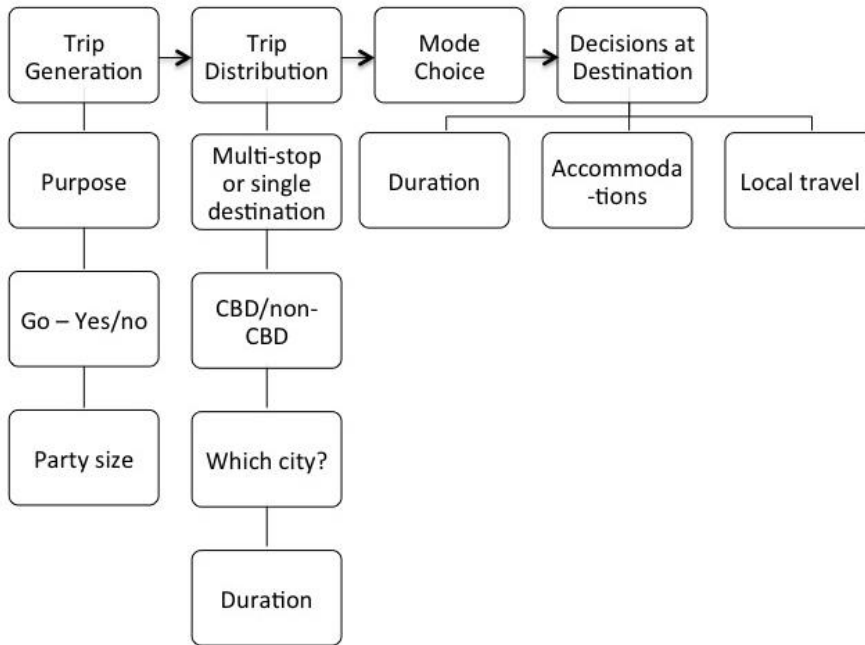 Trip
Generation
Trip
Distribution
Mode
Choice
Decisions at
Destination
Purpose
Multi-stop
or single
destination
Duration
Accommoda
-tions
Local travel
Go – Yes/no
CBD/non-
CBD
Party size
Which city?
Duration